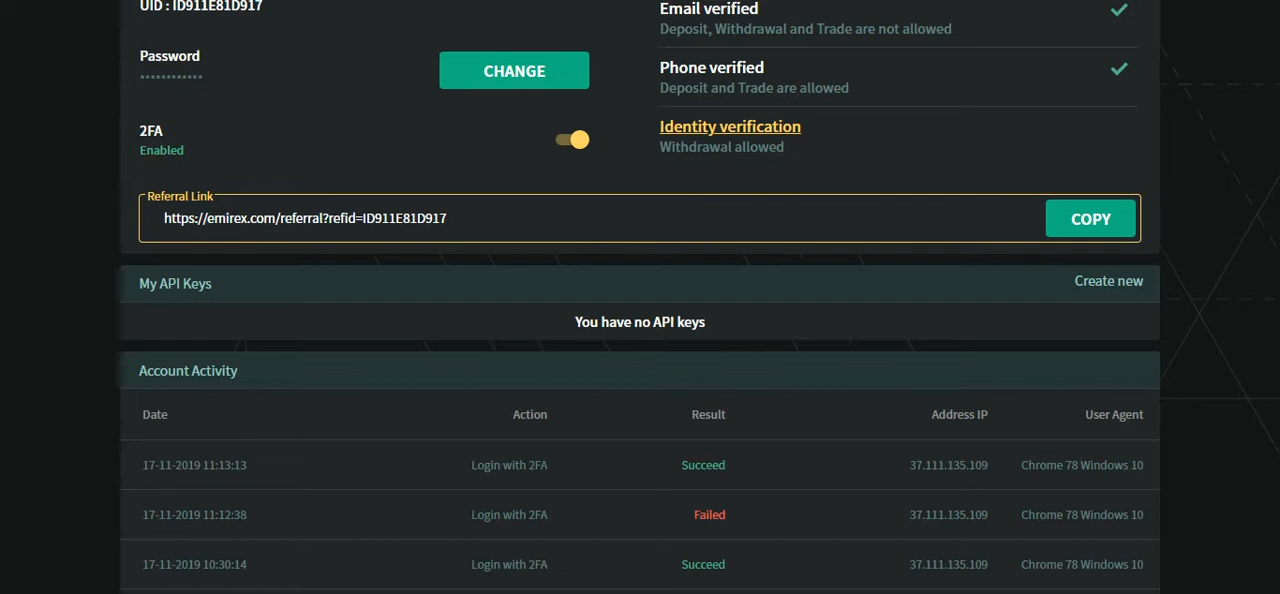 UID : ID911E81D917
Password
************
CHANGE
2FA
Enabled
Email verified
Deposit, Withdrawal and Trade are not allowed
Phone verified
Deposit and Trade are allowed
Identity verification
Withdrawal allowed
Referral Link
https://emirex.com/referral?refid=ID911E81D917
COPY
My API Keys
Create new
You have no API keys
Account Activity
Date Action Result Address IP User Agent
17-11-2019 11:13:13 Login with 2FA Succeed 37.111.135.109 Chrome 78 Windows 10
17-11-2019 11:12:38 Login with 2FA Failed 37.111.135.109 Chrome 78 Windows 10
17-11-2019 10:30:14 Login with 2FA Succeed 37.111.135.109 Chrome 78 Windows 10